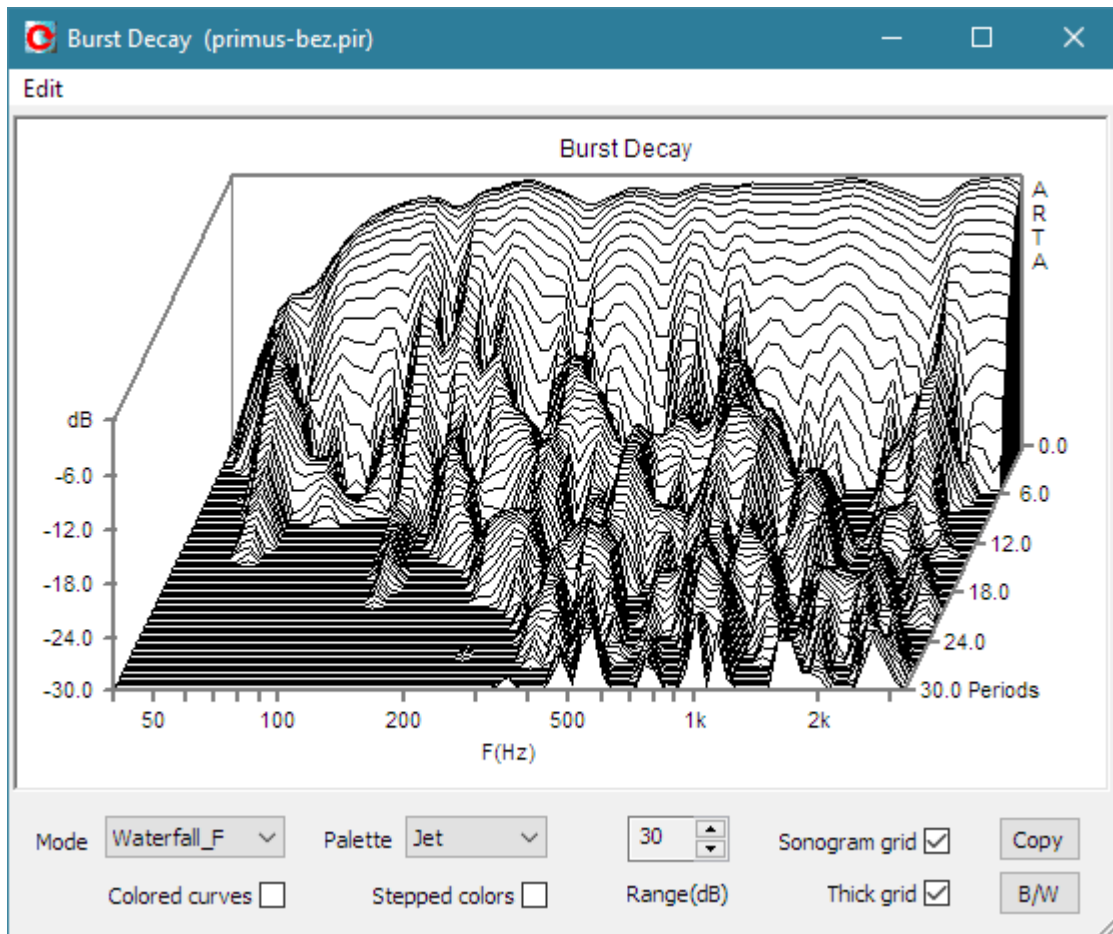 Burst Decay (primus-bez.pir)
Edit
Burst Decay
A
R
T
A
dB
-6.0
-12.0
-18.0
-24.0
-30.0
0.0
6.0
12.0
18.0
24.0
30.0 Periods
50 100 200 500 1k 2k
F(Hz)
Mode Waterfall_F Palette Jet 30 Sonogram grid Copy
Colored curves Stepped colors Range(dB) Thick grid B/W